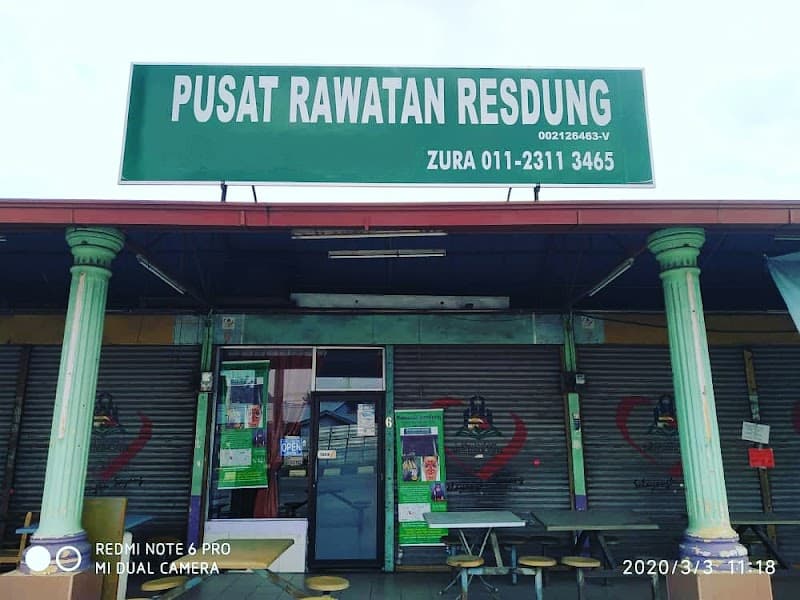 PUSAT RAWATAN RESDUNG
002126463-V
ZURA 011-2311 3465
6
OPEN
REDMI NOTE 6 PRO
MI DUAL CAMERA
2020/3/3 11:18